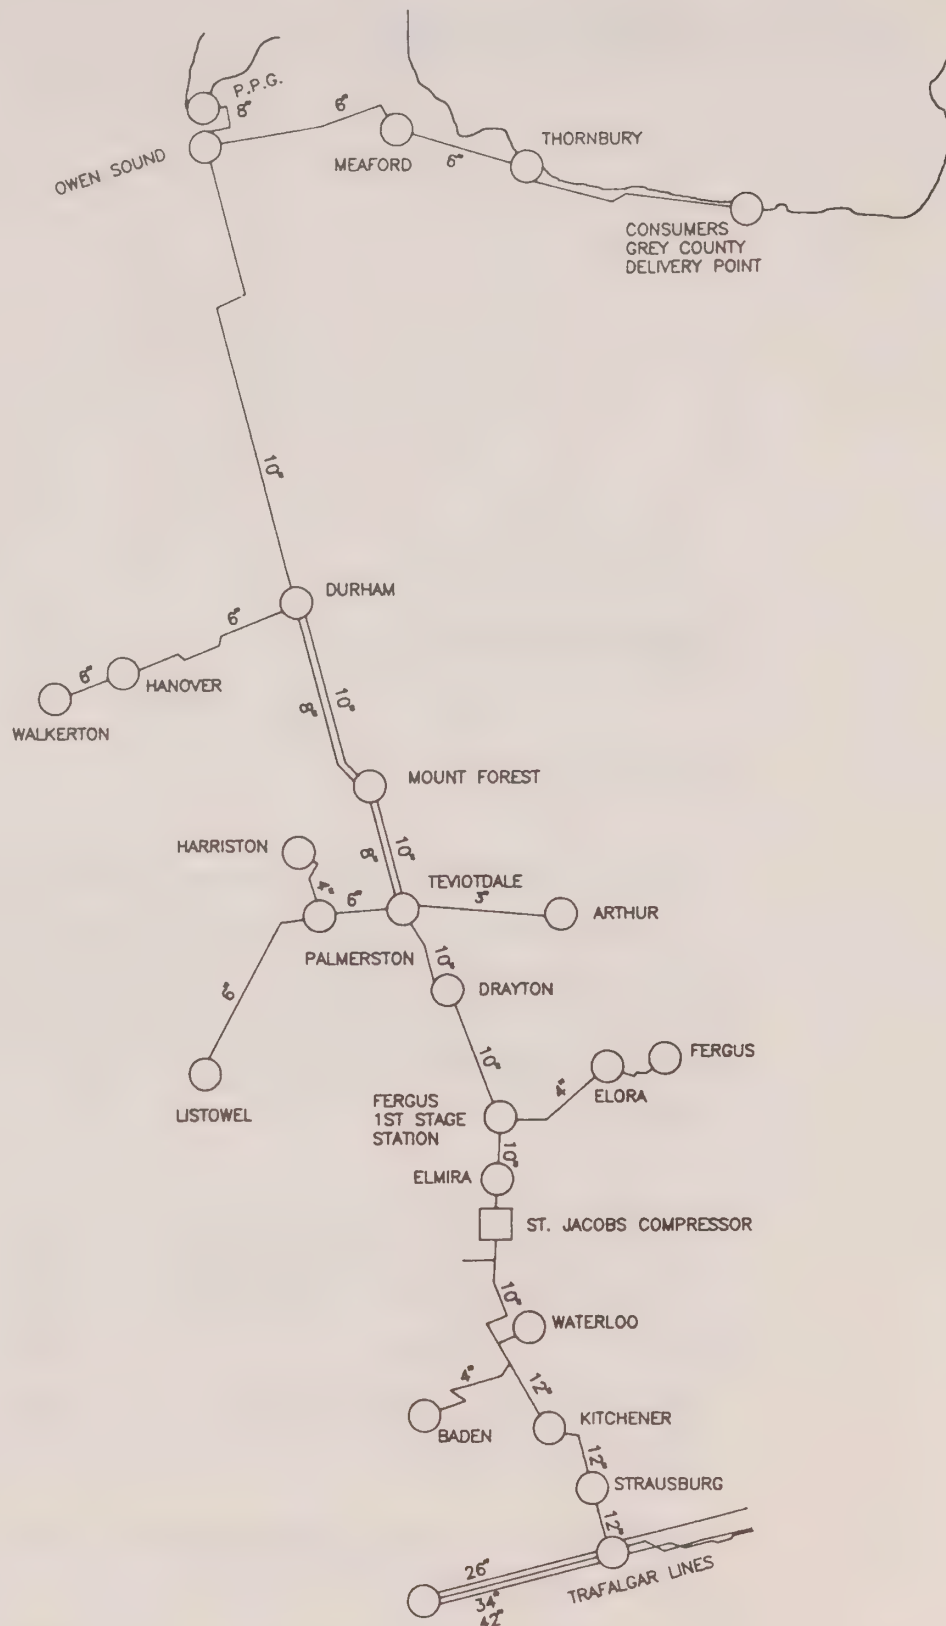 P.P.G.
8"
6"
OWEN SOUND
MEAFORD
6"
THORNBURY
CONSUMERS
GREY COUNTY
DELIVERY POINT
10"
DURHAM
6"
6"
HANOVER
WALKERTON
10"
8"
MOUNT FOREST
HARRISTON
10"
8"
4"
6"
TEVIOTDALE
3"
ARTHUR
PALMERSTON
10"
DRAYTON
6"
LISTOWEL
10"
FERGUS
ELORA
4"
FERGUS
1ST STAGE
STATION
10"
ELMIRA
ST. JACOBS COMPRESSOR
10"
WATERLOO
4"
12"
BADEN
KITCHENER
12"
STRAUSBURG
12"
26"
34"
42"
TRAFALGAR LINES